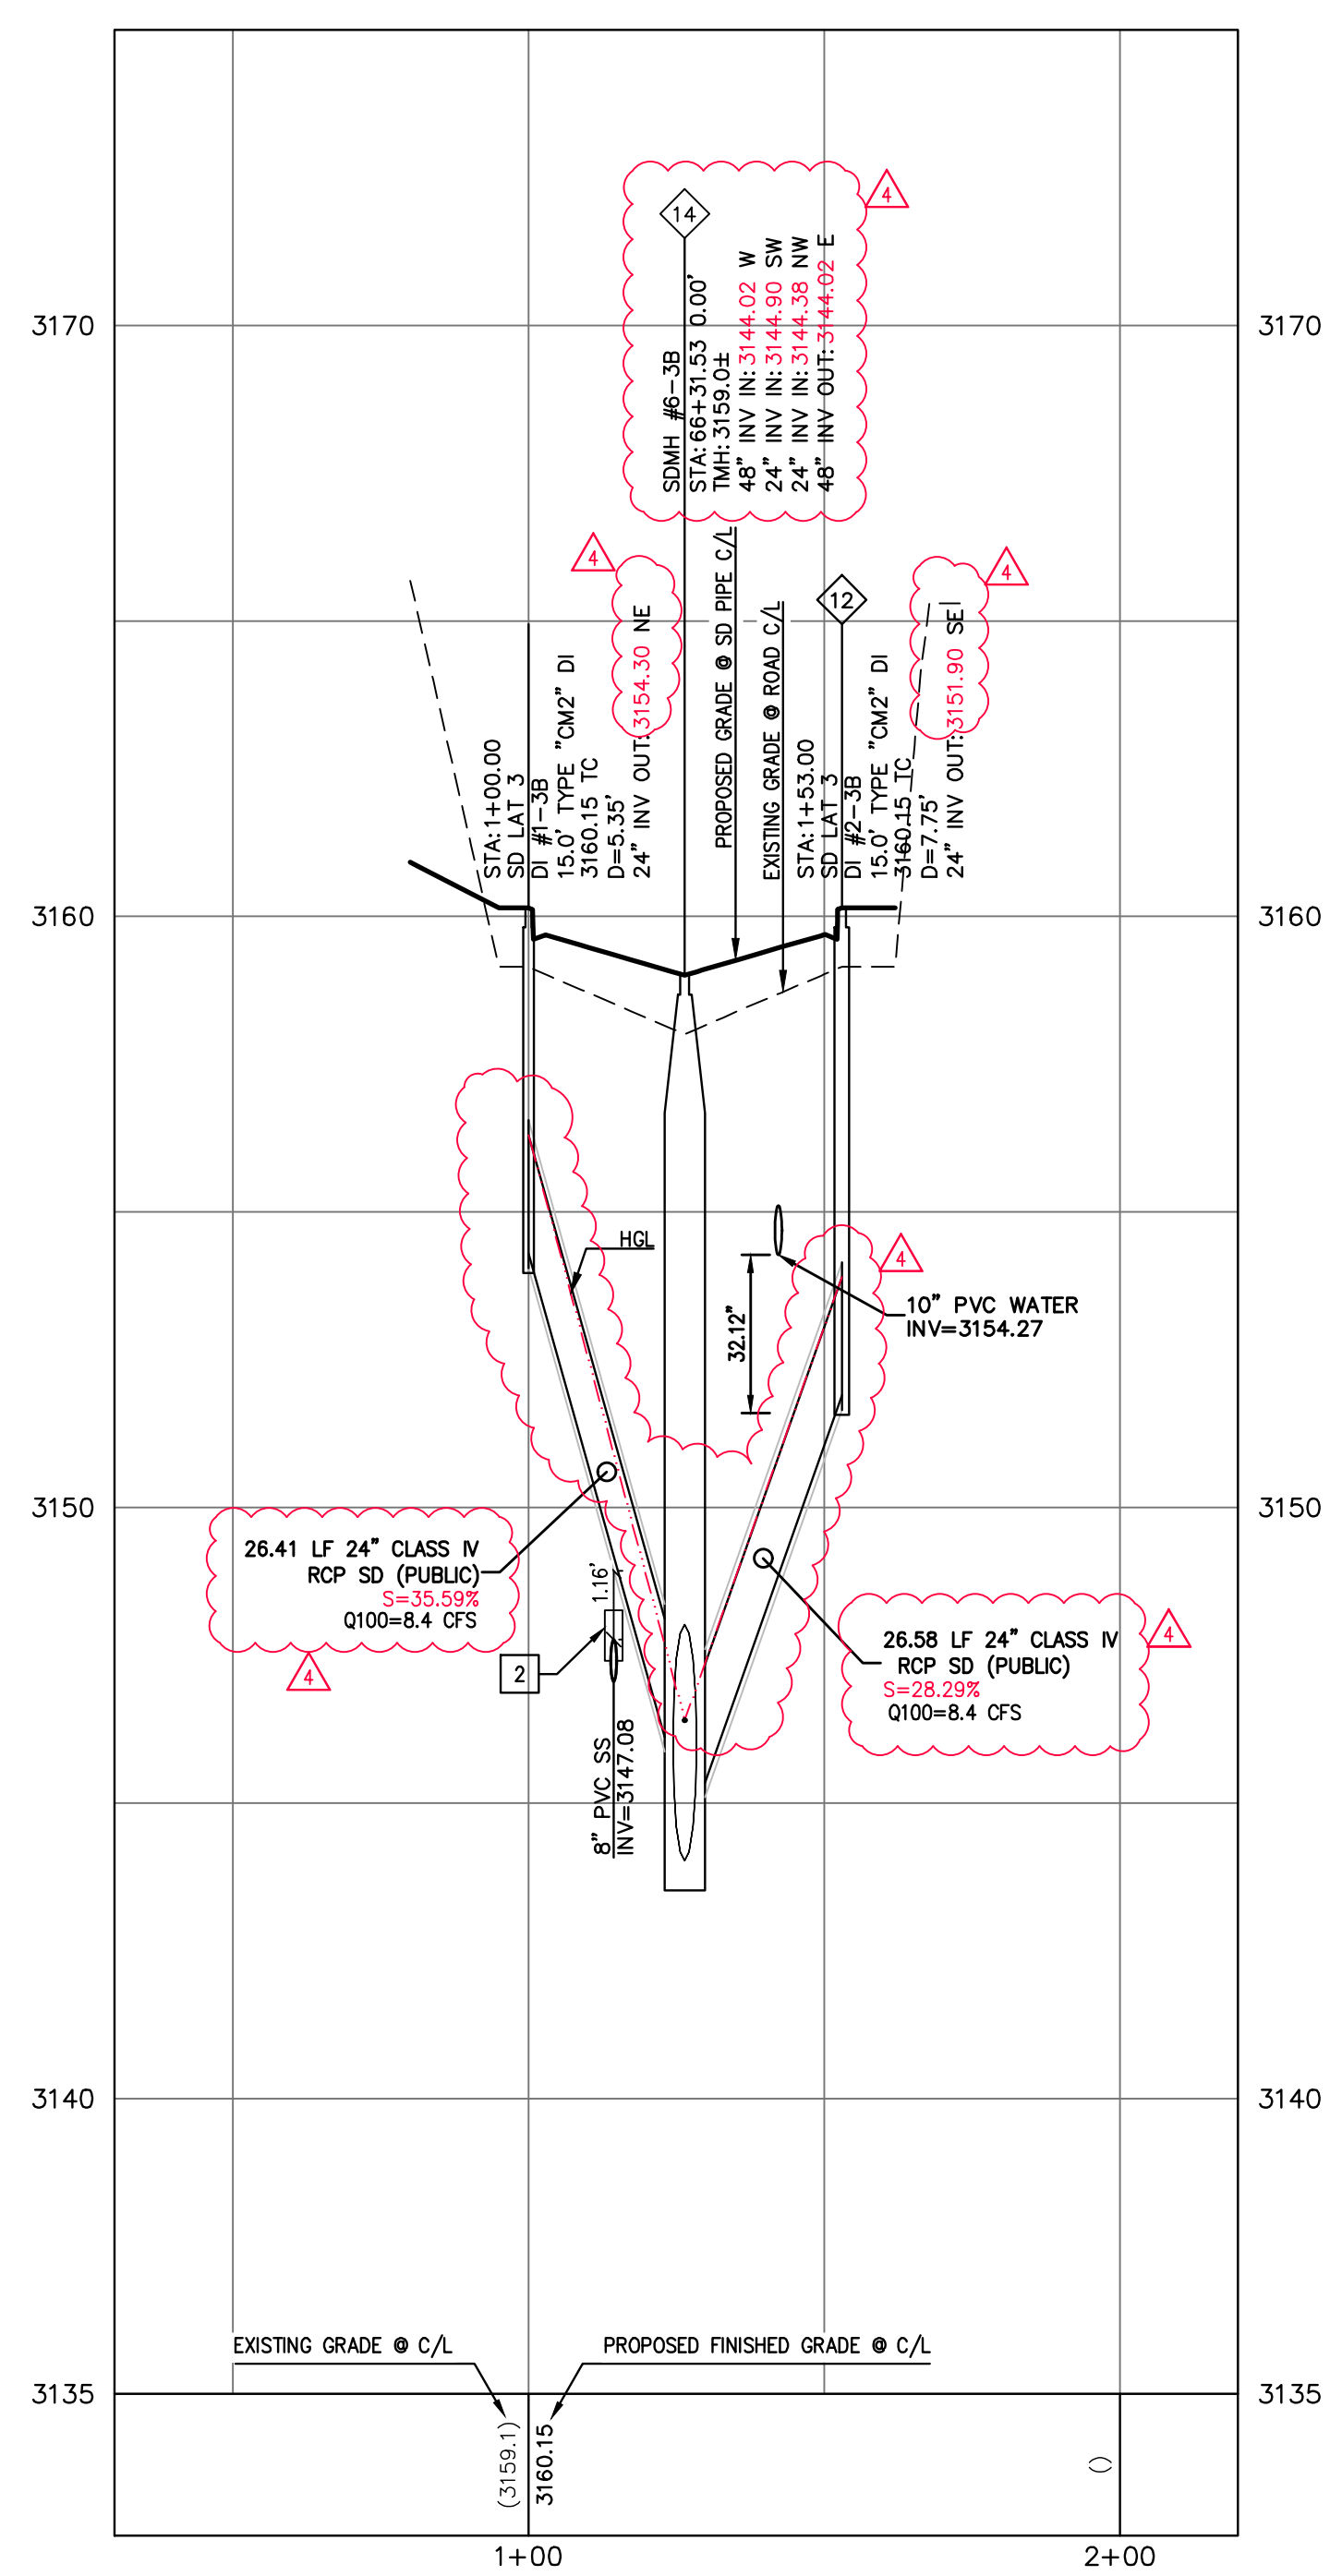 4
14
SDMH #6-3B
STA: 66+31.53 0.00'
TMH: 3159.0±
48" INV IN: 3144.02 W
24" INV IN: 3144.90 SW
24" INV IN: 3144.38 NW
48" INV OUT: 3144.02 E
3170
3170
4
4
12
STA: 1+00.00
SD LAT 3
DI #1-3B
15.0' TYPE "CM2" DI
3160.15 TC
D=5.35'
24" INV OUT: 3154.30 NE
PROPOSED GRADE @ SD PIPE C/L
EXISTING GRADE @ ROAD C/L
STA: 1+53.00
SD LAT 3
DI #2-3B
15.0' TYPE "CM2" DI
3160.15 TC
D=7.75'
24" INV OUT: 3151.90 SE
3160
3160
HGL
4
10" PVC WATER
INV=3154.27
32.12"
3150
3150
26.41 LF 24" CLASS IV
RCP SD (PUBLIC)
S=35.59%
Q100=8.4 CFS
4
1.16'
2
8" PVC SS
INV=3147.08
26.58 LF 24" CLASS IV
RCP SD (PUBLIC)
S=28.29%
Q100=8.4 CFS
4
3140
3140
EXISTING GRADE @ C/L
PROPOSED FINISHED GRADE @ C/L
3135
3135
(3159.1)
3160.15
()
1+00
2+00